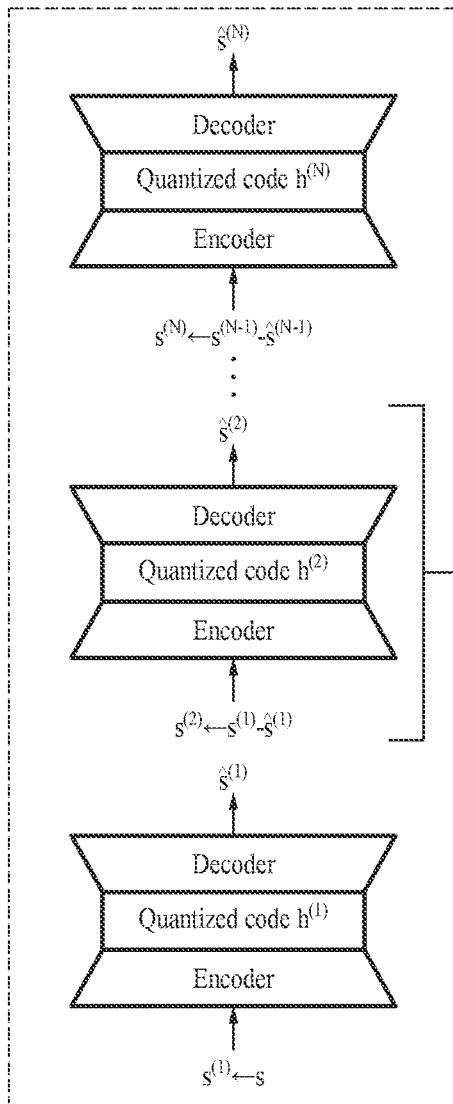 ŝ⁽ᴺ⁾
Decoder
Quantized code h⁽ᴺ⁾
Encoder
s⁽ᴺ⁾←s⁽ᴺ⁻¹⁾-ŝ⁽ᴺ⁻¹⁾
ŝ⁽²⁾
Decoder
Quantized code h⁽²⁾
Encoder
s⁽²⁾←s⁽¹⁾-ŝ⁽¹⁾
ŝ⁽¹⁾
Decoder
Quantized code h⁽¹⁾
Encoder
s⁽¹⁾←s